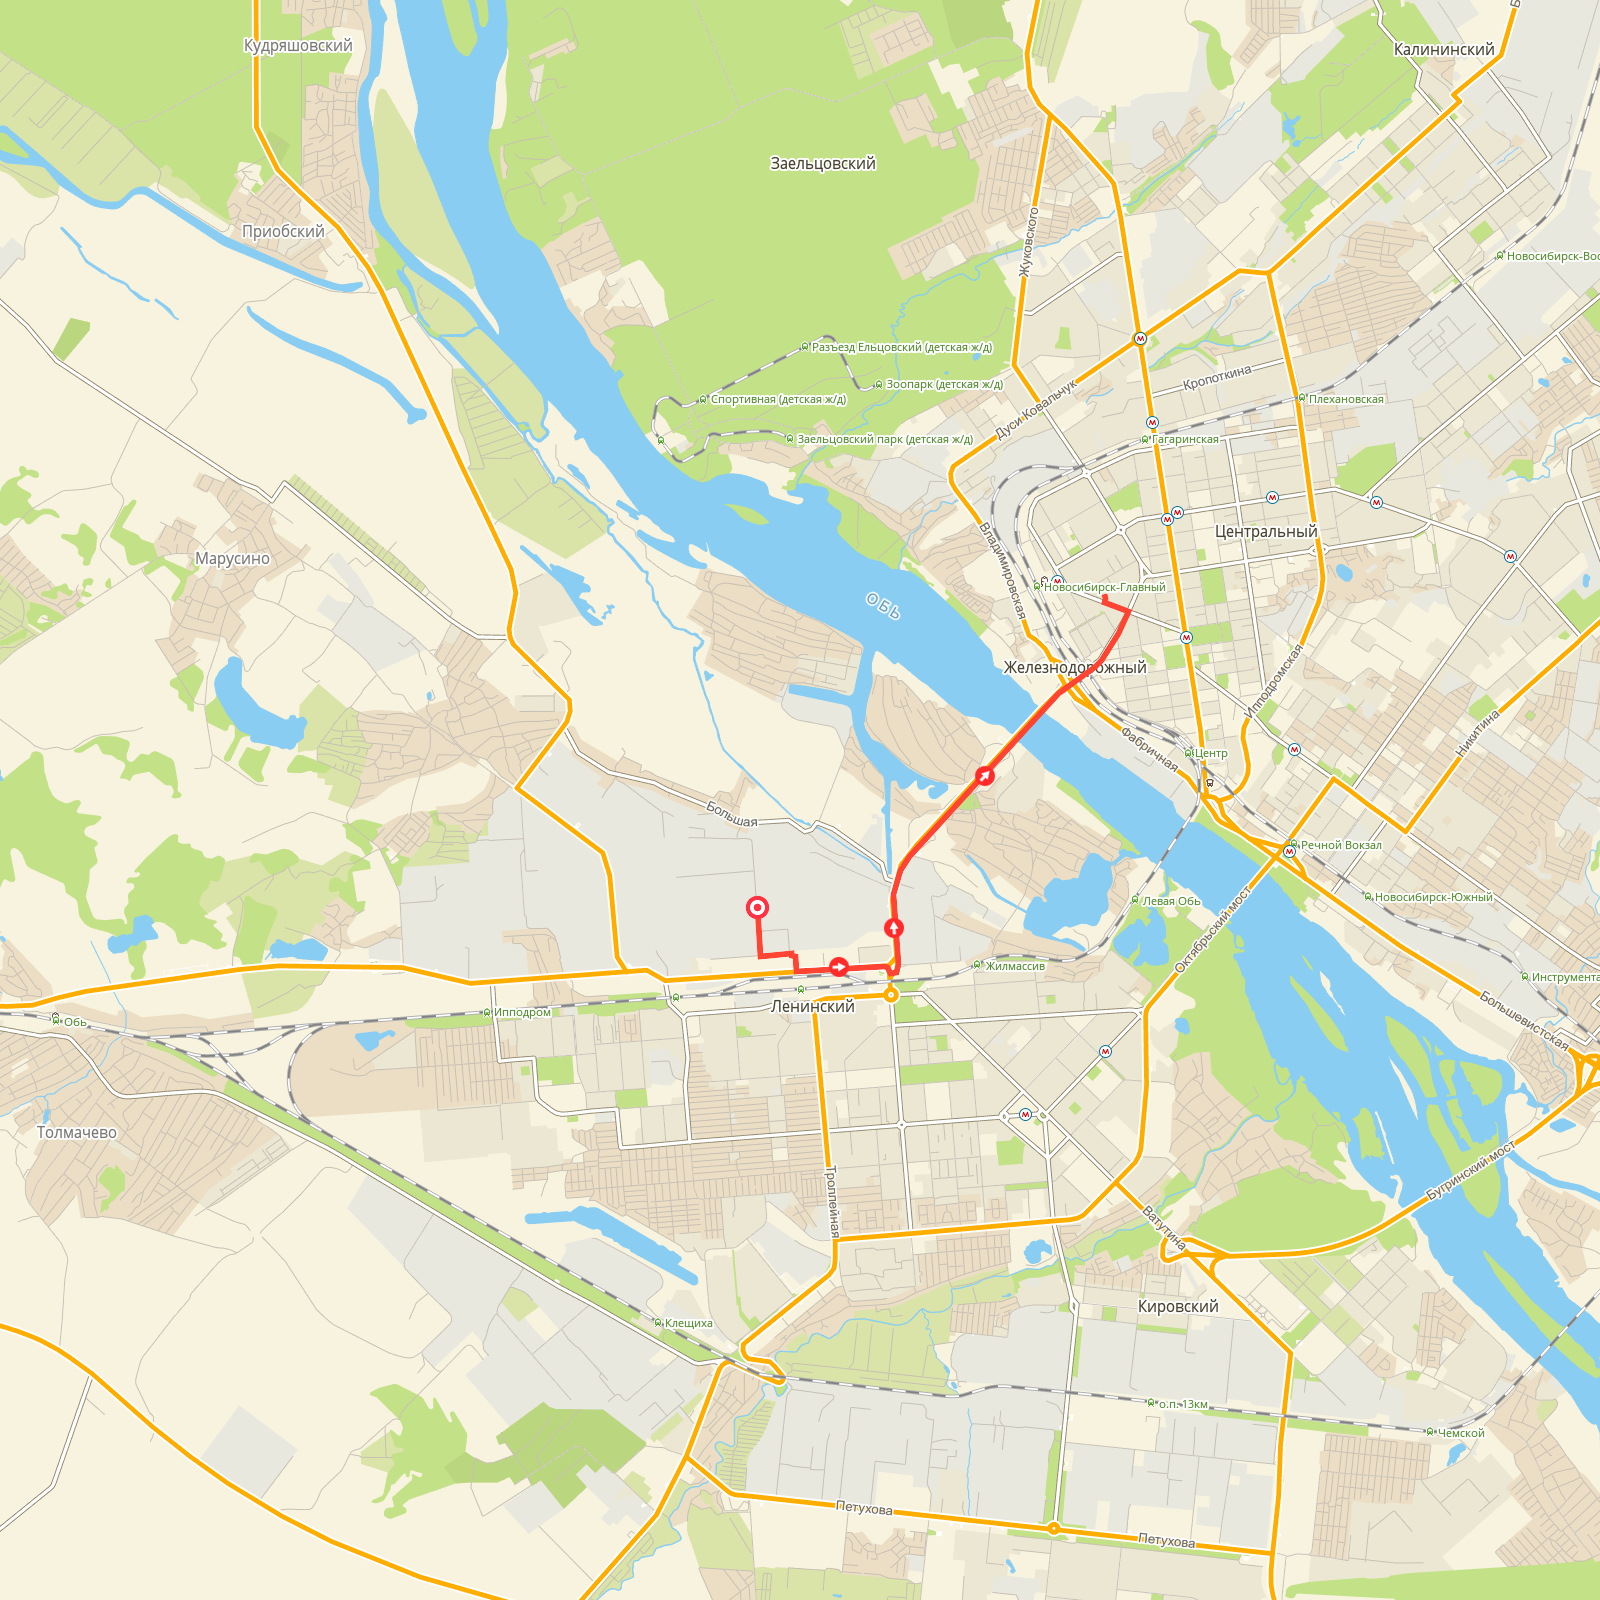 Кудряшовский
Калининский
Заельцовский
Приобский
Жуковского
Новосибирск-Вос
Разъезд Ельцовский (детская ж/д)
Кропоткина
Зоопарк (детская ж/д)
Спортивная (детская ж/д)
Плехановская
Дуси Ковальчук
Заельцовский парк (детская ж/д)
Гагаринская
Центральный
Марусино
Владимировская
Новосибирск-Главный
ОБЬ
Железнодорожный
Ипподромская
Никитина
Фабричная
Центр
Большая
Речной Вокзал
Новосибирск-Южный
Левая Обь
Октябрьский мост
Жилмассив
Инструмента
Ленинский
Ипподром
Обь
Большевистская
Толмачево
Бугринский мост
Троллейная
Ватутина
Кировский
Клещиха
о.п. 13км
Чемской
Петухова
Петухова